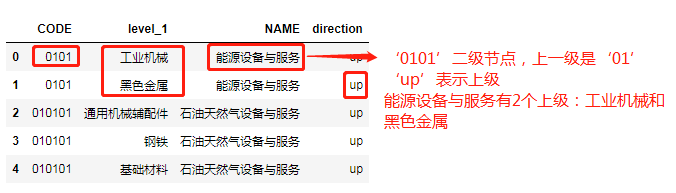 CODE level_1 NAME direction
0 0101 工业机械 能源设备与服务 up
1 0101 黑色金属 能源设备与服务 up
2 010101 通用机械辅配件 石油天然气设备与服务 up
3 010101 钢铁 石油天然气设备与服务 up
4 010101 基础材料 石油天然气设备与服务 up
‘0101’二级节点，上一级是‘01’
‘up’表示上级
能源设备与服务有2个上级：工业机械和
黑色金属